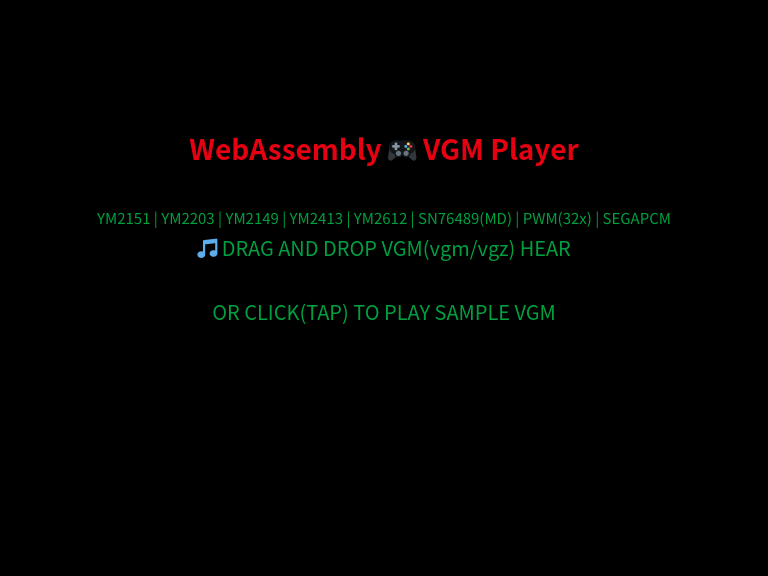 WebAssembly 🎮 VGM Player
YM2151 | YM2203 | YM2149 | YM2413 | YM2612 | SN76489(MD) | PWM(32x) | SEGAPCM
🎵DRAG AND DROP VGM(vgm/vgz) HEAR
OR CLICK(TAP) TO PLAY SAMPLE VGM